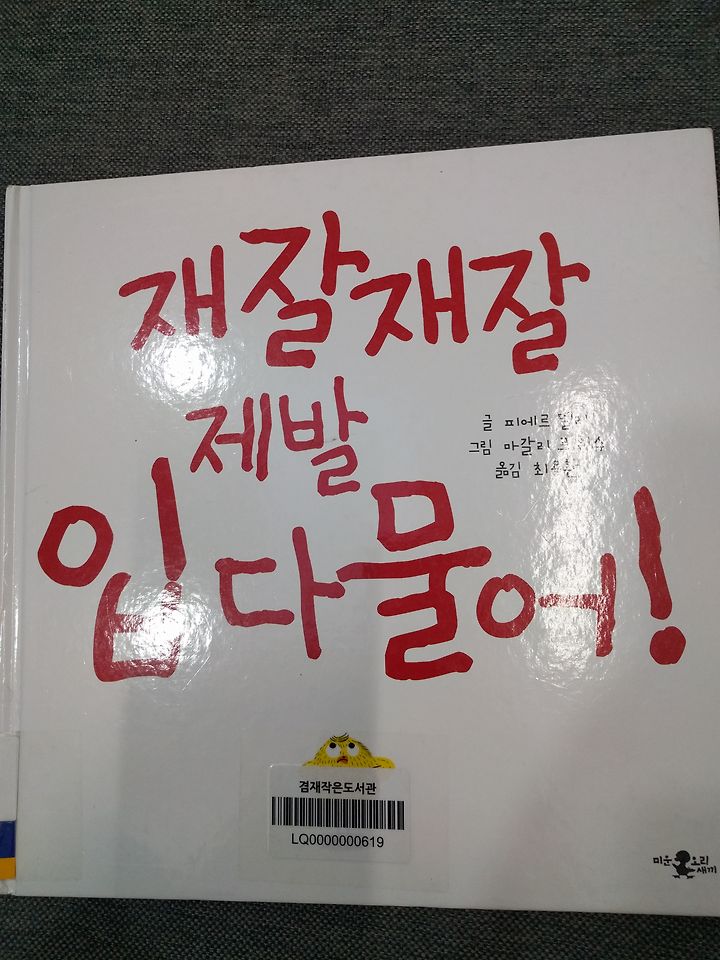 재잘재잘
제발
입 다물어!
글 피에르
그림 마갈리
옮김
겸재작은도서관
LQ0000000619
미운오리새끼